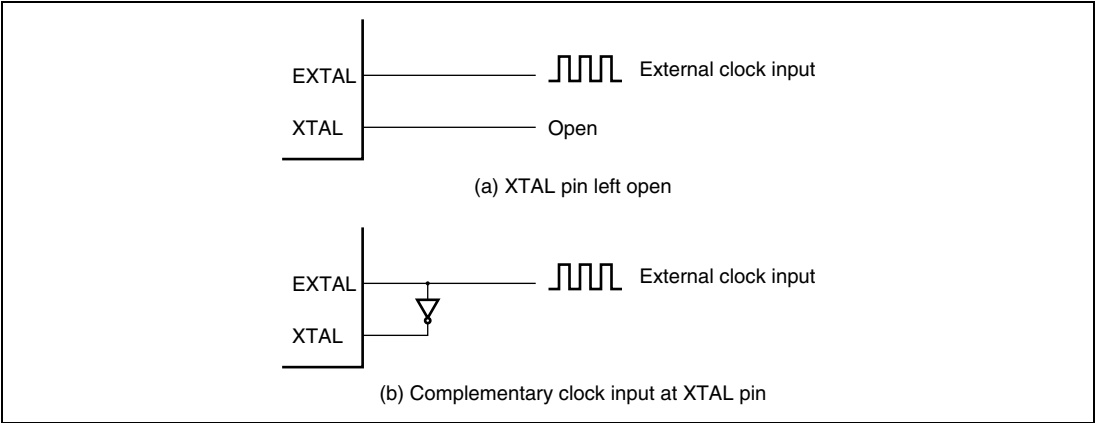 EXTAL
External clock input
XTAL
Open
(a) XTAL pin left open
EXTAL
External clock input
XTAL
(b) Complementary clock input at XTAL pin